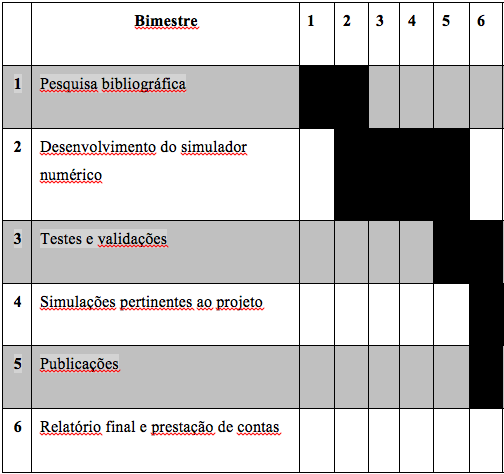 Bimestre 1 2 3 4 5 6
1 Pesquisa bibliográfica
2 Desenvolvimento do simulador
numérico
3 Testes e validações
4 Simulações pertinentes ao projeto
5 Publicações
6 Relatório final e prestação de contas